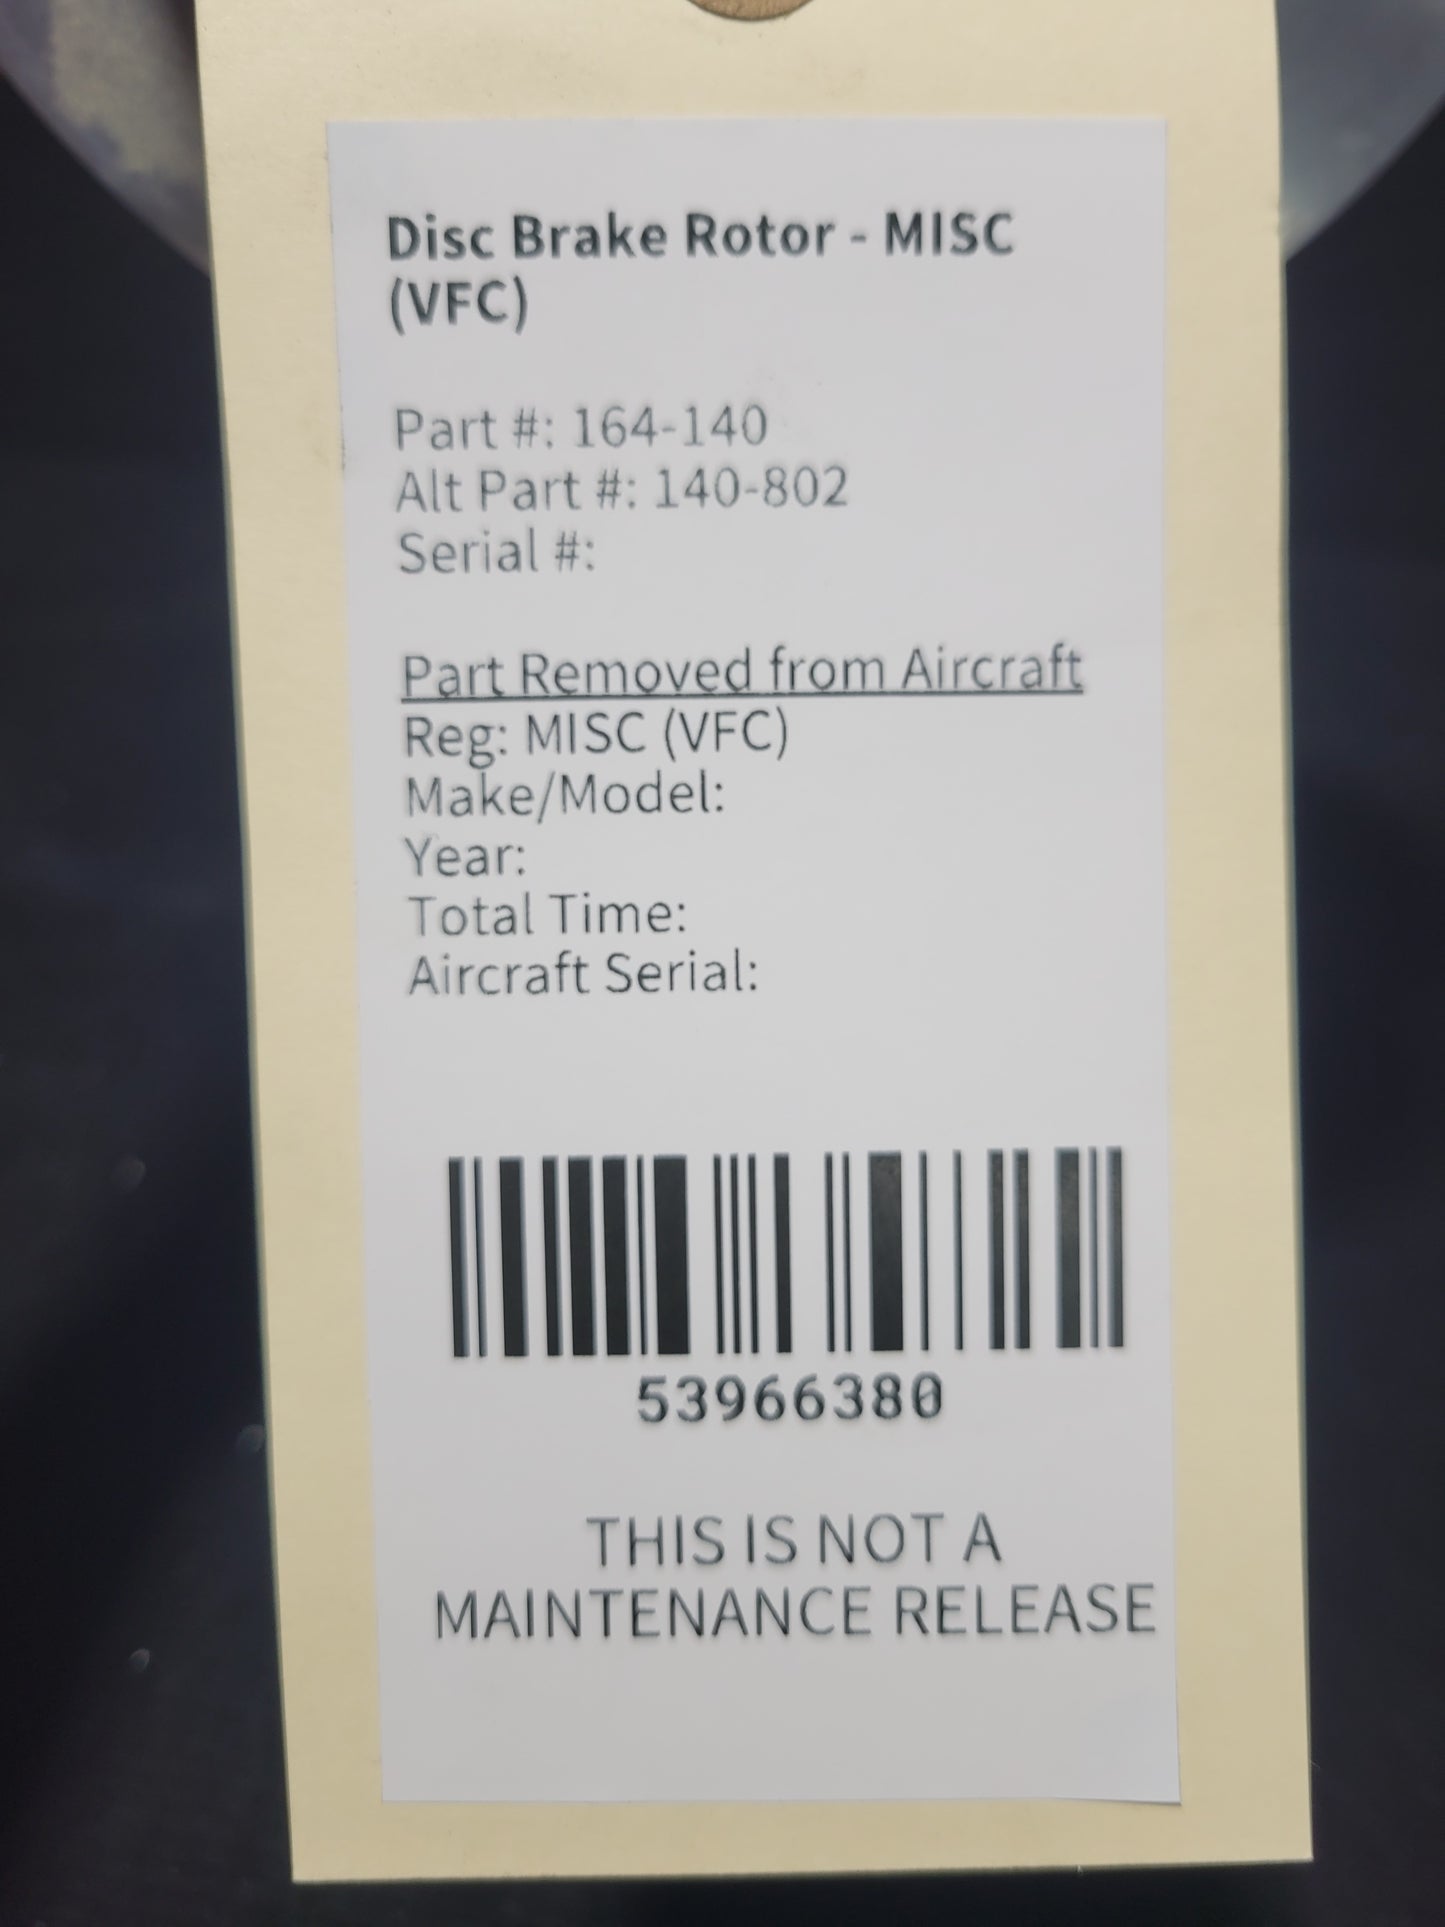 Disc Brake Rotor - MISC
(VFC)
Part #: 164-140
Alt Part #: 140-802
Serial #:
Part Removed from Aircraft
Reg: MISC (VFC)
Make/Model:
Year:
Total Time:
Aircraft Serial:
53966380
THIS IS NOT A
MAINTENANCE RELEASE